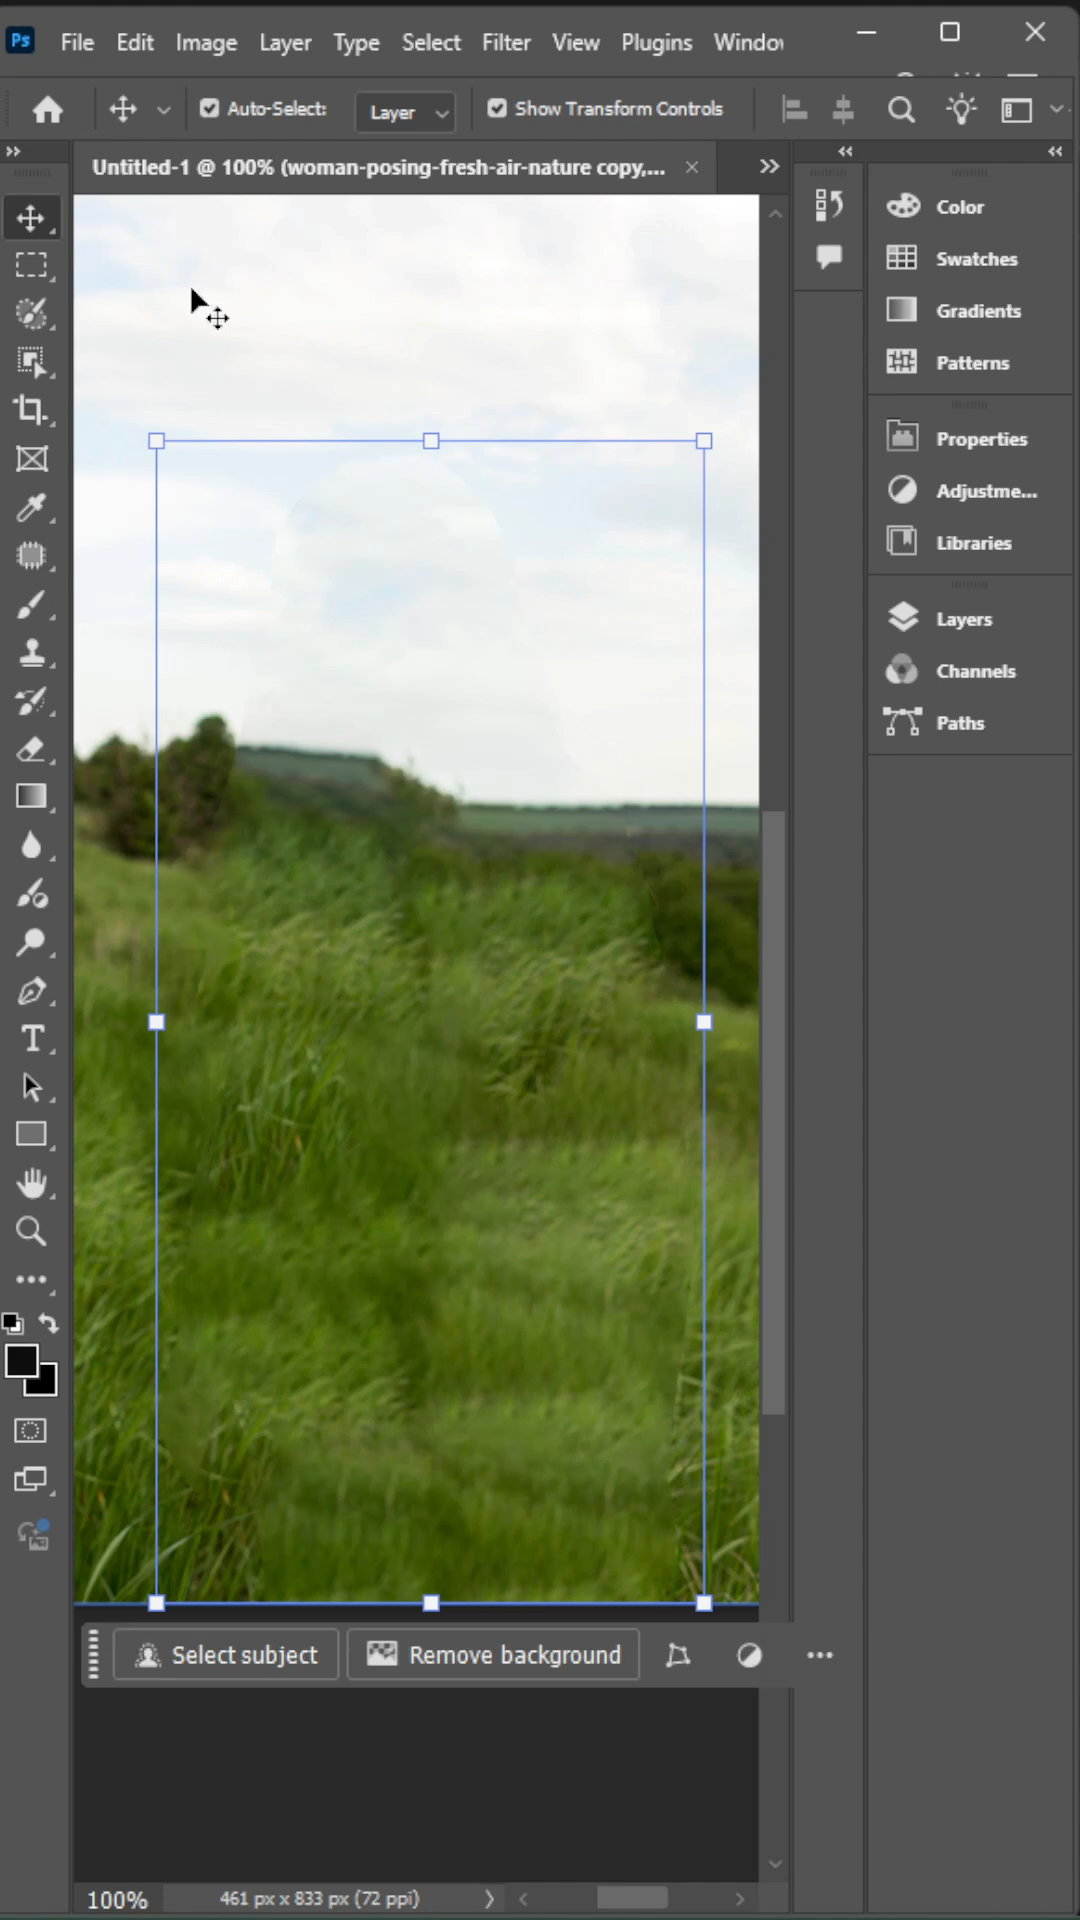 Ps File Edit Image Layer Type Select Filter View Plugins Windov
Auto-Select: Layer Show Transform Controls
Untitled-1 @ 100% (woman-posing-fresh-air-nature copy,...
Color
Swatches
Gradients
Patterns
Properties
Adjustme...
Libraries
Layers
Channels
Paths
Select subject Remove background
100% 461 px x 833 px (72 ppi)